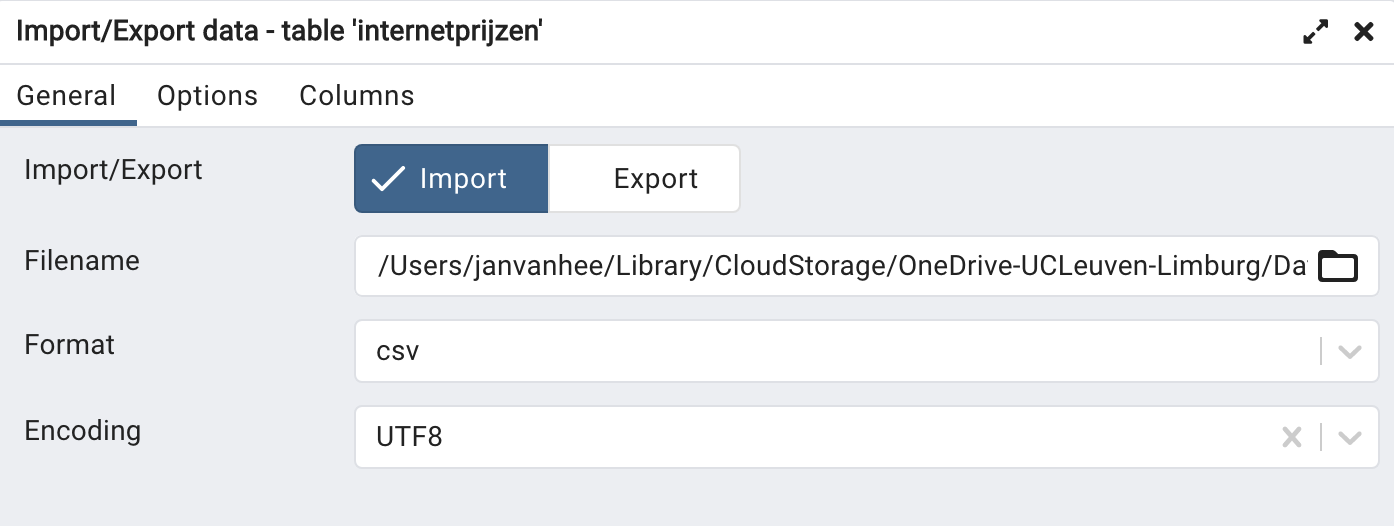 Import/Export data - table 'internetprijzen'
General Options Columns
Import/Export Import Export
Filename /Users/janvanhee/Library/CloudStorage/OneDrive-UCLeuven-Limburg/Da
Format csv
Encoding UTF8